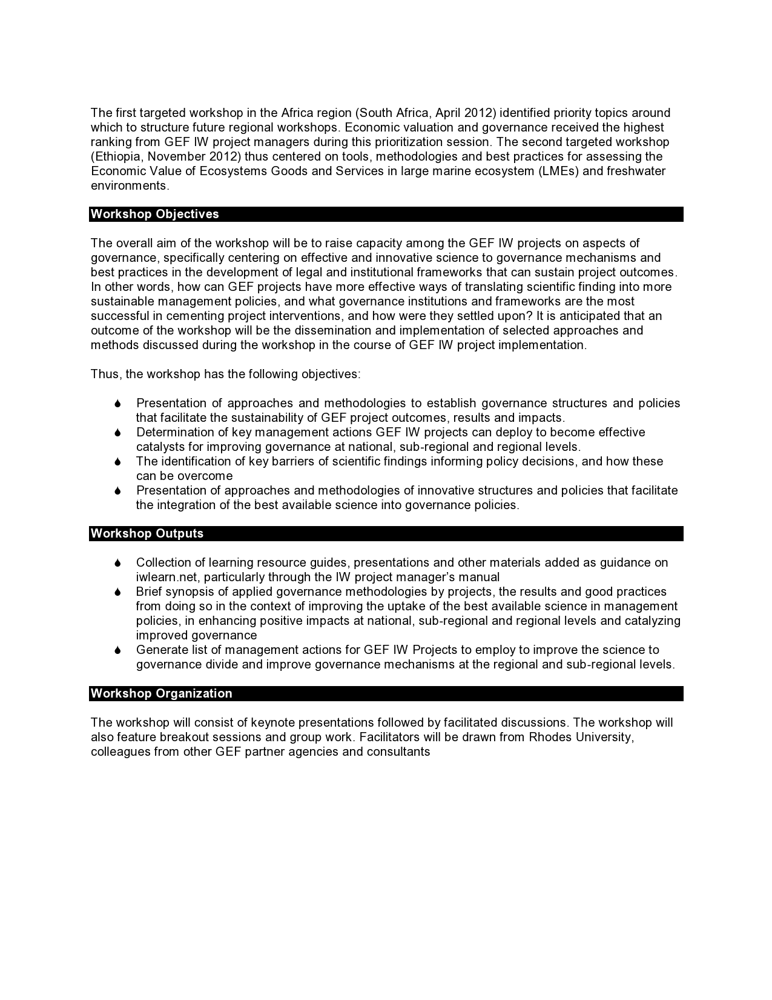 The first targeted workshop in the Africa region (South Africa, April 2012) identified priority topics around
which to structure future regional workshops. Economic valuation and governance received the highest
ranking from GEF IW project managers during this prioritization session. The second targeted workshop
(Ethiopia, November 2012) thus centered on tools, methodologies and best practices for assessing the
Economic Value of Ecosystems Goods and Services in large marine ecosystem (LMEs) and freshwater
environments.
Workshop Objectives
The overall aim of the workshop will be to raise capacity among the GEF IW projects on aspects of
governance, specifically centering on effective and innovative science to governance mechanisms and
best practices in the development of legal and institutional frameworks that can sustain project outcomes.
In other words, how can GEF projects have more effective ways of translating scientific finding into more
sustainable management policies, and what governance institutions and frameworks are the most
successful in cementing project interventions, and how were they settled upon? It is anticipated that an
outcome of the workshop will be the dissemination and implementation of selected approaches and
methods discussed during the workshop in the course of GEF IW project implementation.
Thus, the workshop has the following objectives:
Presentation of approaches and methodologies to establish governance structures and policies
that facilitate the sustainability of GEF project outcomes, results and impacts.
Determination of key management actions GEF IW projects can deploy to become effective
catalysts for improving governance at national, sub-regional and regional levels.
The identification of key barriers of scientific findings informing policy decisions, and how these
can be overcome
Presentation of approaches and methodologies of innovative structures and policies that facilitate
the integration of the best available science into governance policies.
Workshop Outputs
Collection of learning resource guides, presentations and other materials added as guidance on
iwlearn.net, particularly through the IW project manager’s manual
Brief synopsis of applied governance methodologies by projects, the results and good practices
from doing so in the context of improving the uptake of the best available science in management
policies, in enhancing positive impacts at national, sub-regional and regional levels and catalyzing
improved governance
Generate list of management actions for GEF IW Projects to employ to improve the science to
governance divide and improve governance mechanisms at the regional and sub-regional levels.
Workshop Organization
The workshop will consist of keynote presentations followed by facilitated discussions. The workshop will
also feature breakout sessions and group work. Facilitators will be drawn from Rhodes University,
colleagues from other GEF partner agencies and consultants